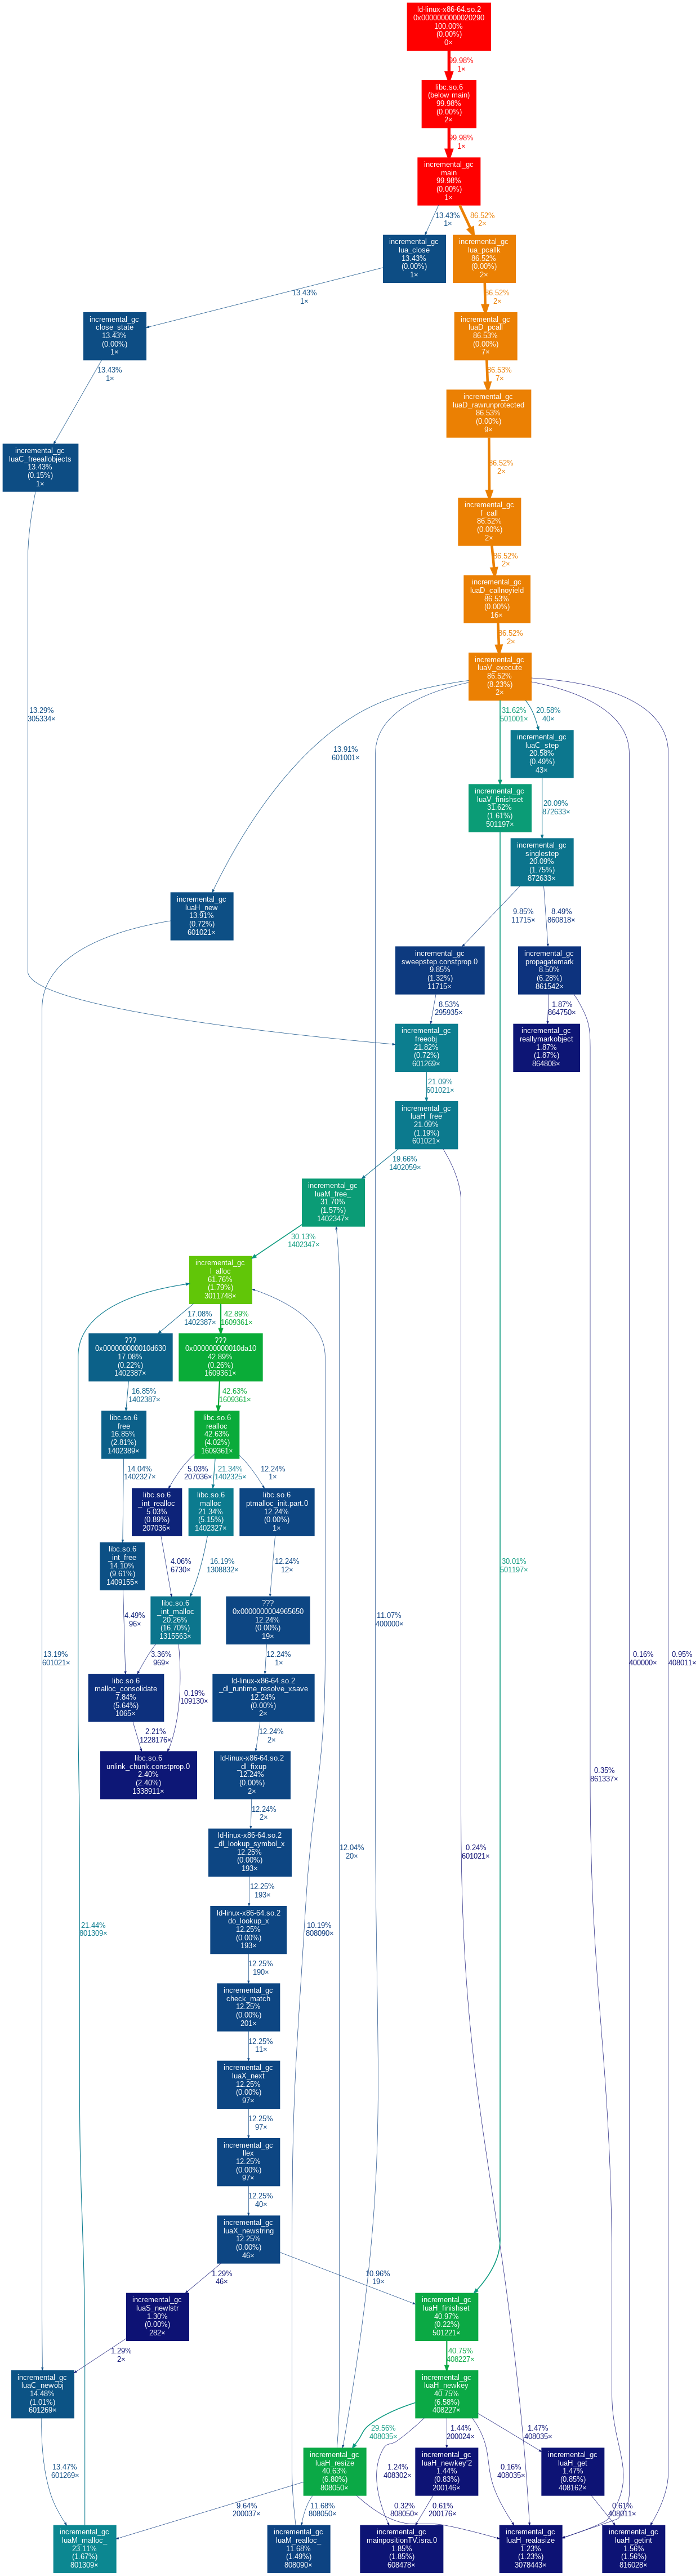 ld-linux-x86-64.so.2
0x0000000000020290
100.00%
(0.00%)
0×
99.98%
1×
libc.so.6
(below main)
99.98%
(0.00%)
2×
99.98%
1×
incremental_gc
main
99.98%
(0.00%)
1×
13.43%
1×
86.52%
2×
incremental_gc
lua_close
13.43%
(0.00%)
1×
incremental_gc
lua_pcallk
86.52%
(0.00%)
2×
13.43%
1×
86.52%
2×
incremental_gc
close_state
13.43%
(0.00%)
1×
incremental_gc
luaD_pcall
86.53%
(0.00%)
7×
13.43%
1×
86.53%
7×
incremental_gc
luaD_rawrunprotected
86.53%
(0.00%)
9×
incremental_gc
luaC_freeallobjects
13.43%
(0.15%)
1×
86.52%
2×
incremental_gc
f_call
86.52%
(0.00%)
2×
86.52%
2×
incremental_gc
luaD_callnoyield
86.53%
(0.00%)
16×
86.52%
2×
incremental_gc
luaV_execute
86.52%
(8.23%)
2×
13.29%
305334×
13.91%
601001×
31.62%
501001×
20.58%
40×
incremental_gc
luaC_step
20.58%
(0.49%)
43×
incremental_gc
luaV_finishset
31.62%
(1.61%)
501197×
20.09%
872633×
incremental_gc
singlestep
20.09%
(1.75%)
872633×
incremental_gc
luaH_new
13.91%
(0.72%)
601021×
9.85%
11715×
8.49%
860818×
incremental_gc
sweepstep.constprop.0
9.85%
(1.32%)
11715×
incremental_gc
propagatemark
8.50%
(6.28%)
861542×
8.53%
295935×
1.87%
864750×
incremental_gc
freeobj
21.82%
(0.72%)
601269×
incremental_gc
reallymarkobject
1.87%
(1.87%)
864808×
21.09%
601021×
incremental_gc
luaH_free
21.09%
(1.19%)
601021×
19.66%
1402059×
incremental_gc
luaM_free_
31.70%
(1.57%)
1402347×
30.13%
1402347×
incremental_gc
l_alloc
61.76%
(1.79%)
3011748×
17.08%
1402387×
42.89%
1609361×
???
0x000000000010d630
17.08%
(0.22%)
1402387×
???
0x000000000010da10
42.89%
(0.26%)
1609361×
16.85%
1402387×
42.63%
1609361×
libc.so.6
free
16.85%
(2.81%)
1402389×
libc.so.6
realloc
42.63%
(4.02%)
1609361×
14.04%
1402327×
5.03%
207036×
21.34%
1402325×
12.24%
1×
libc.so.6
_int_realloc
5.03%
(0.89%)
207036×
libc.so.6
malloc
21.34%
(5.15%)
1402327×
libc.so.6
ptmalloc_init.part.0
12.24%
(0.00%)
1×
libc.so.6
_int_free
14.10%
(9.61%)
1409155×
4.06%
6730×
16.19%
1308832×
12.24%
12×
30.01%
501197×
4.49%
96×
libc.so.6
_int_malloc
20.26%
(16.70%)
1315563×
???
0x0000000004965650
12.24%
(0.00%)
19×
11.07%
400000×
13.19%
601021×
3.36%
969×
0.19%
109130×
12.24%
1×
0.16%
400000×
0.95%
408011×
libc.so.6
malloc_consolidate
7.84%
(5.64%)
1065×
ld-linux-x86-64.so.2
_dl_runtime_resolve_xsave
12.24%
(0.00%)
2×
2.21%
1228176×
12.24%
2×
libc.so.6
unlink_chunk.constprop.0
2.40%
(2.40%)
1338911×
ld-linux-x86-64.so.2
_dl_fixup
12.24%
(0.00%)
2×
0.35%
861337×
12.24%
2×
ld-linux-x86-64.so.2
_dl_lookup_symbol_x
12.25%
(0.00%)
193×
12.04%
20×
0.24%
601021×
12.25%
193×
ld-linux-x86-64.so.2
do_lookup_x
12.25%
(0.00%)
193×
21.44%
801309×
10.19%
808090×
12.25%
190×
incremental_gc
check_match
12.25%
(0.00%)
201×
12.25%
11×
incremental_gc
luaX_next
12.25%
(0.00%)
97×
12.25%
97×
incremental_gc
llex
12.25%
(0.00%)
97×
12.25%
40×
incremental_gc
luaX_newstring
12.25%
(0.00%)
46×
1.29%
46×
10.96%
19×
incremental_gc
luaS_newlstr
1.30%
(0.00%)
282×
incremental_gc
luaH_finishset
40.97%
(0.22%)
501221×
1.29%
2×
40.75%
408227×
incremental_gc
luaC_newobj
14.48%
(1.01%)
601269×
incremental_gc
luaH_newkey
40.75%
(6.58%)
408227×
29.56%
408035×
1.44%
200024×
1.47%
408035×
incremental_gc
luaH_resize
40.63%
(6.80%)
808050×
1.24%
408302×
incremental_gc
luaH_newkey'2
1.44%
(0.83%)
200146×
0.16%
408035×
incremental_gc
luaH_get
1.47%
(0.85%)
408162×
13.47%
601269×
9.64%
200037×
11.68%
808050×
0.32%
808050×
0.61%
200176×
0.61%
408011×
incremental_gc
luaM_malloc_
23.11%
(1.67%)
801309×
incremental_gc
luaM_realloc_
11.68%
(1.49%)
808090×
incremental_gc
mainpositionTV.isra.0
1.85%
(1.85%)
608478×
incremental_gc
luaH_realasize
1.23%
(1.23%)
3078443×
incremental_gc
luaH_getint
1.56%
(1.56%)
816028×